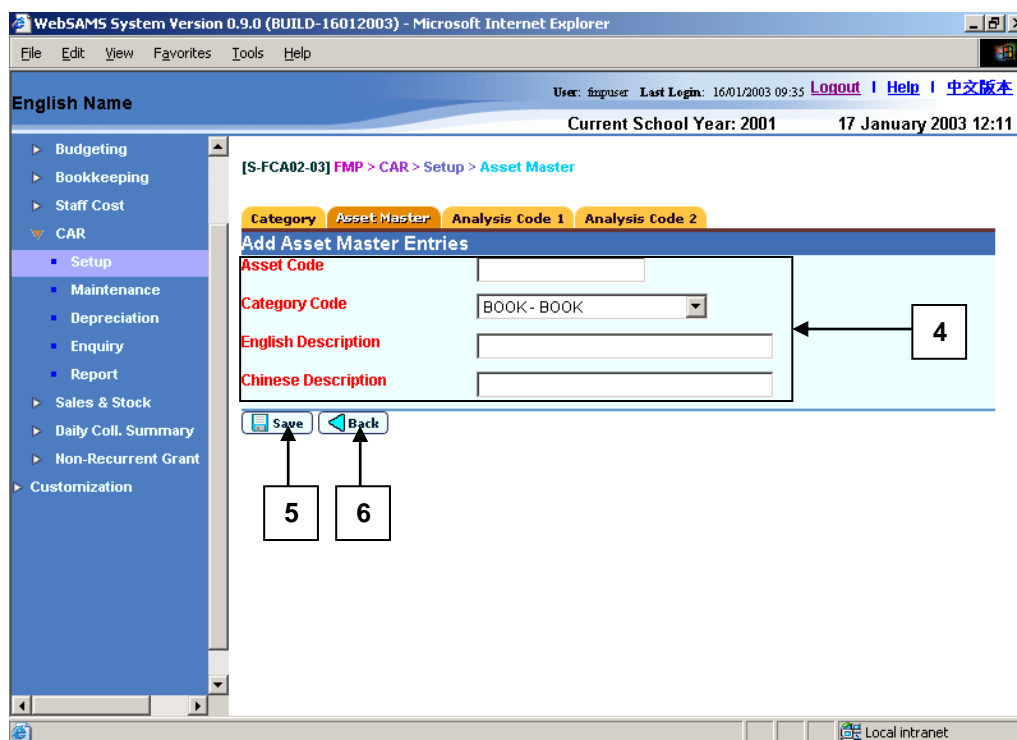 WebSAMS System Version 0.9.0 (BUILD-16012003) - Microsoft Internet Explorer
File Edit View Favorites Tools Help
English Name
User: fmpuser Last Login: 16/01/2003 09:35 Logout | Help | 中文版本
Current School Year: 2001 17 January 2003 12:11
Budgeting
Bookkeeping
Staff Cost
CAR
Setup
Maintenance
Depreciation
Enquiry
Report
Sales & Stock
Daily Coll. Summary
Non-Recurrent Grant
Customization
[S-FCA02-03] FMP > CAR > Setup > Asset Master
Category Asset Master Analysis Code 1 Analysis Code 2
Add Asset Master Entries
Asset Code
Category Code BOOK - BOOK
English Description
Chinese Description
4
Save Back
5 6
Local intranet